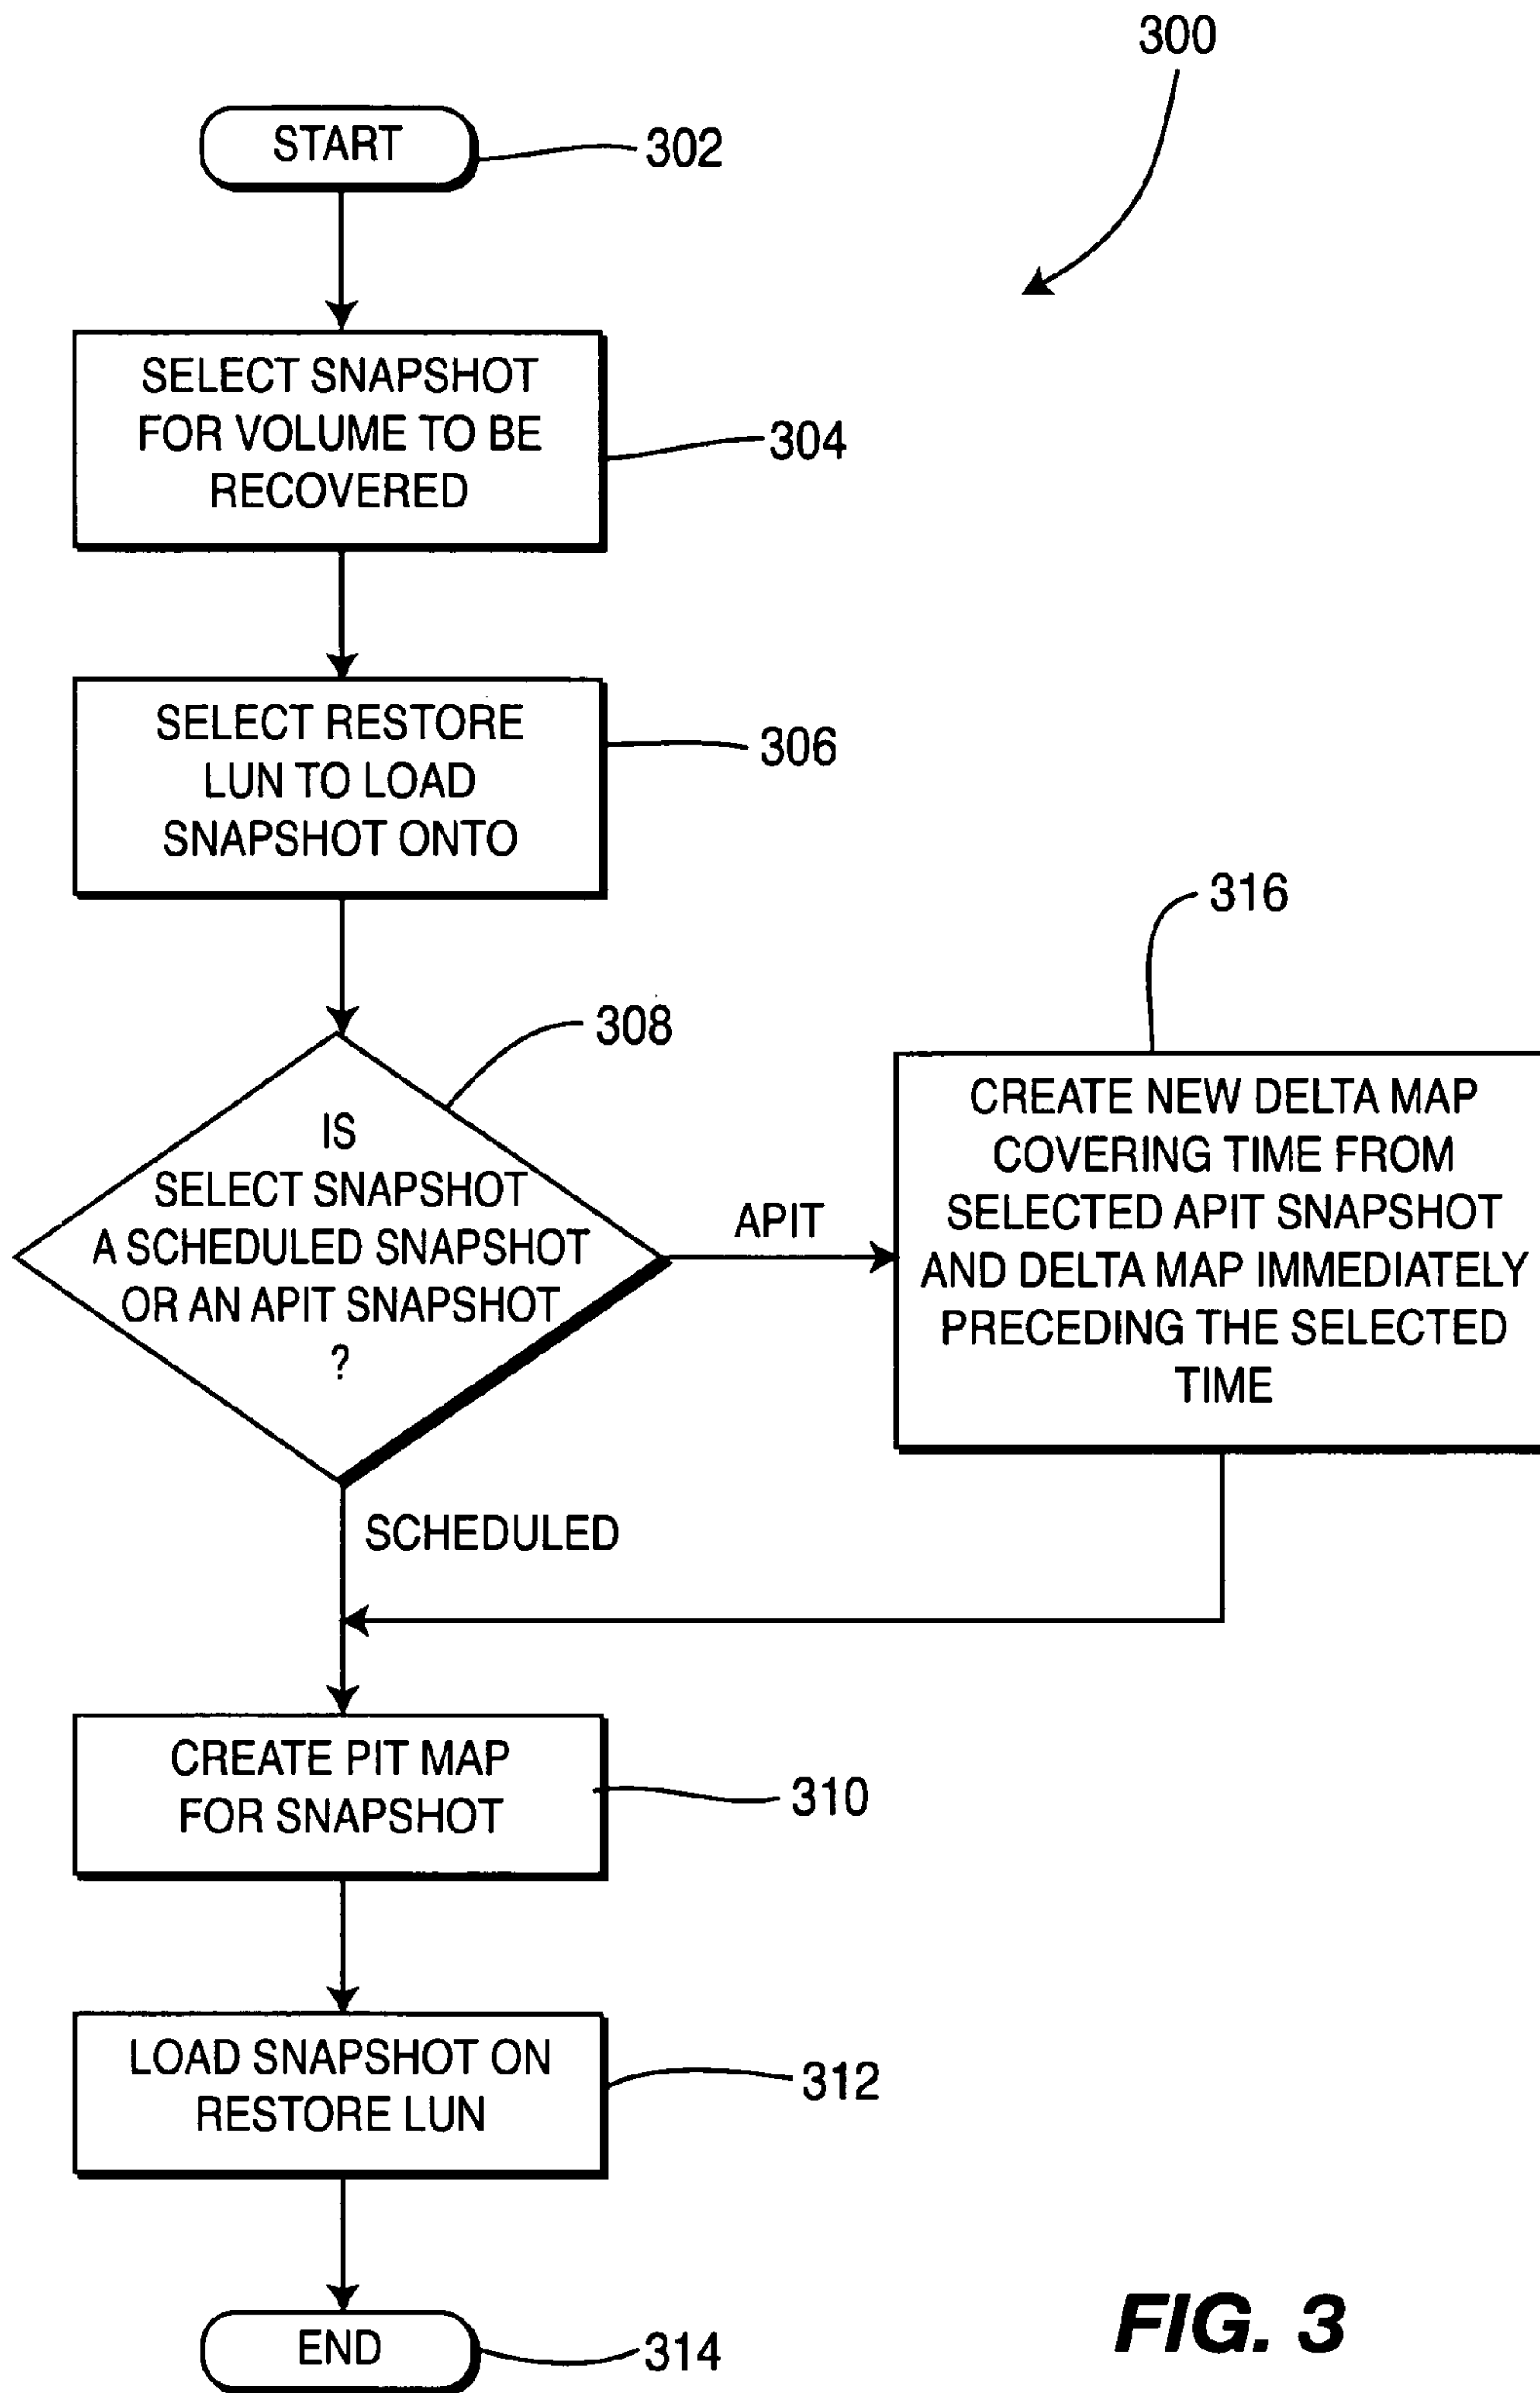 300
START
302
SELECT SNAPSHOT
FOR VOLUME TO BE
RECOVERED
304
SELECT RESTORE
LUN TO LOAD
SNAPSHOT ONTO
306
316
308
IS
SELECT SNAPSHOT
A SCHEDULED SNAPSHOT
OR AN APIT SNAPSHOT
?
APIT
CREATE NEW DELTA MAP
COVERING TIME FROM
SELECTED APIT SNAPSHOT
AND DELTA MAP IMMEDIATELY
PRECEDING THE SELECTED
TIME
SCHEDULED
CREATE PIT MAP
FOR SNAPSHOT
310
LOAD SNAPSHOT ON
RESTORE LUN
312
END
314
FIG. 3